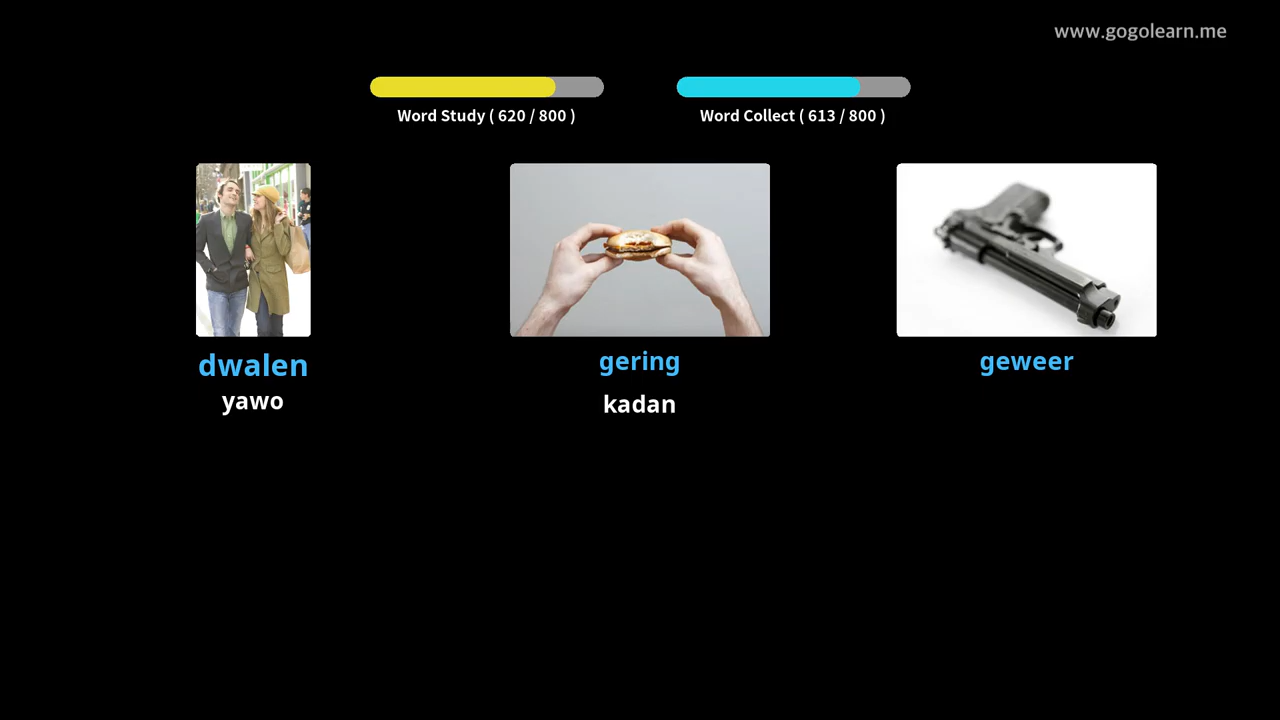 www.gogolearn.me
Word Study ( 620 / 800 )
Word Collect ( 613 / 800 )
dwalen
yawo
gering
kadan
geweer